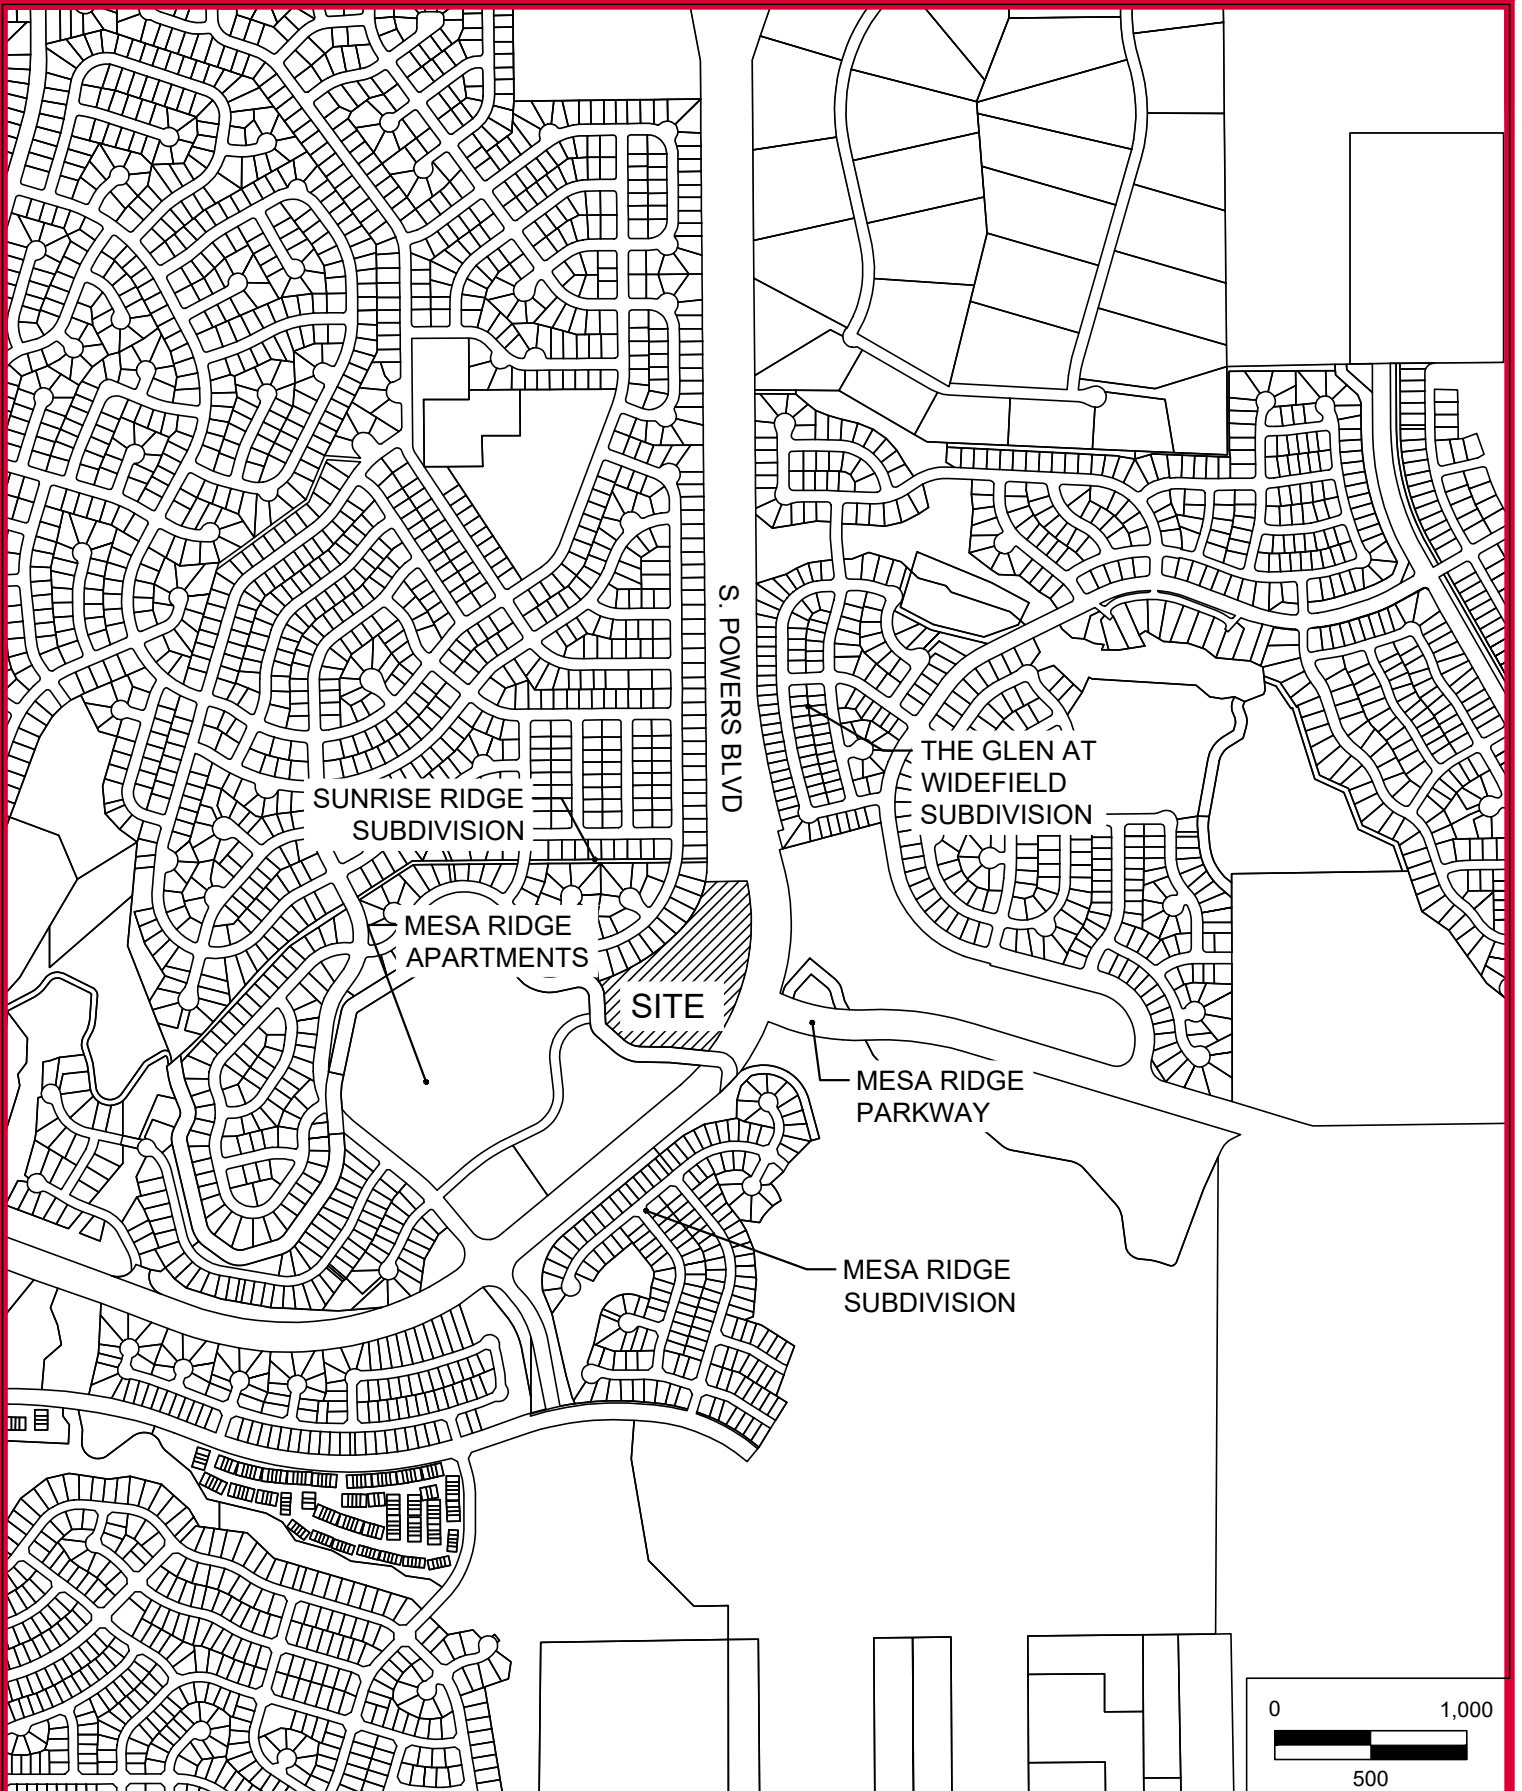 S. POWERS BLVD
THE GLEN AT
WIDEFIELD
SUBDIVISION
SUNRISE RIDGE
SUBDIVISION
MESA RIDGE
APARTMENTS
SITE
MESA RIDGE
PARKWAY
MESA RIDGE
SUBDIVISION
0 1,000
500